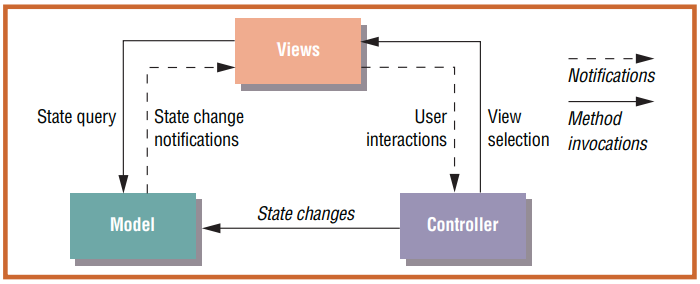 Views
Notifications
State query
State change
notifications
User
interactions
View
selection
Method
invocations
Model
State changes
Controller